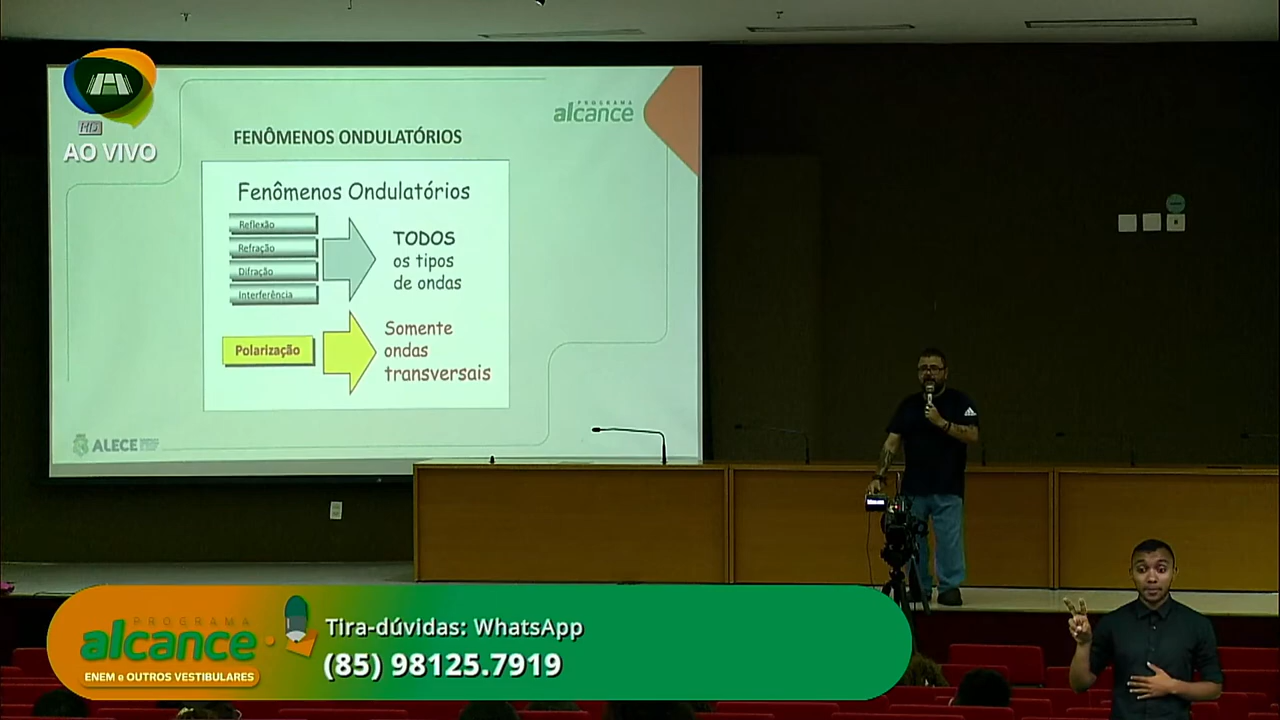 HD
AO VIVO
PROGRAMA
alcance
FENÔMENOS ONDULATÓRIOS
Fenômenos Ondulatórios
Reflexão
Refração
Difração
Interferência
TODOS
os tipos
de ondas
Polarização
Somente
ondas
transversais
ALECE
PROGRAMA
alcance
ENEM e OUTROS VESTIBULARES
Tira-dúvidas: WhatsApp
(85) 98125.7919